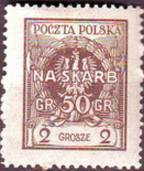 POCZTA POLSKA
NA SKARB
GR. 50 GR.
2 GROSZE 2